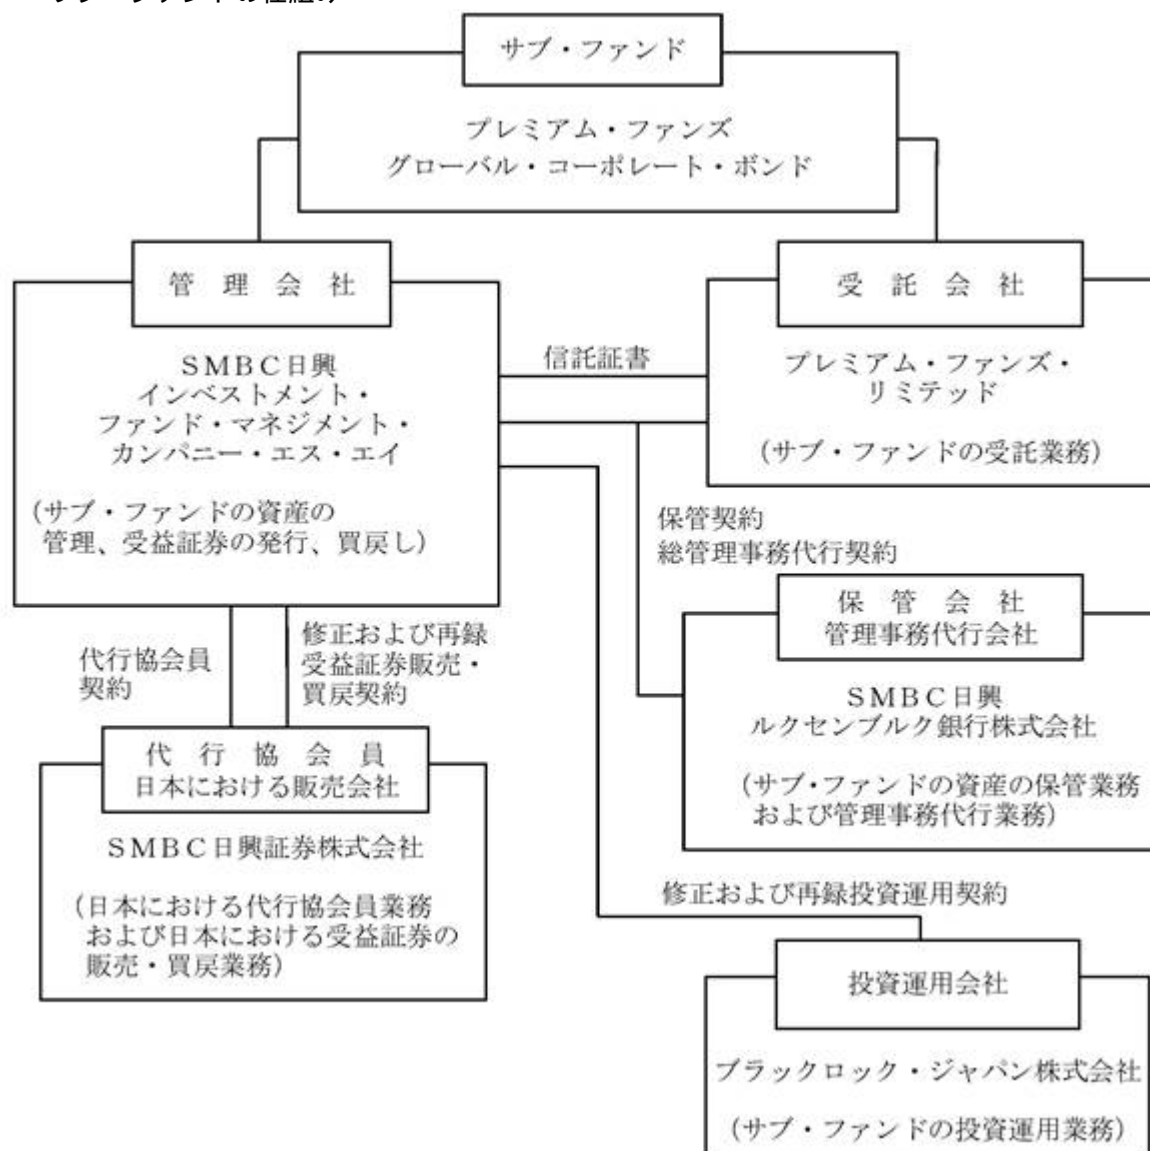 サブ・ファンド
プレミアム・ファンズ
グローバル・コーポレート・ボンド
管理会社
SMBC日興
インベストメント・
ファンド・マネジメント・
カンパニー・エス・エイ
(サブ・ファンドの資産の
管理、受益証券の発行、買戻し)
信託証書
受託会社
プレミアム・ファンズ・
リミテッド
(サブ・ファンドの受託業務)
保管契約
総管理事務代行契約
保管会社
管理事務代行会社
SMBC日興
ルクセンブルク銀行株式会社
(サブ・ファンドの資産の保管業務
および管理事務代行業務)
代行協会員
契約
修正および再録
受益証券販売・
買戻契約
代行協会員
日本における販売会社
SMBC日興証券株式会社
(日本における代行協会員業務
および日本における受益証券の
販売・買戻業務)
修正および再録投資運用契約
投資運用会社
ブラックロック・ジャパン株式会社
(サブ・ファンドの投資運用業務)